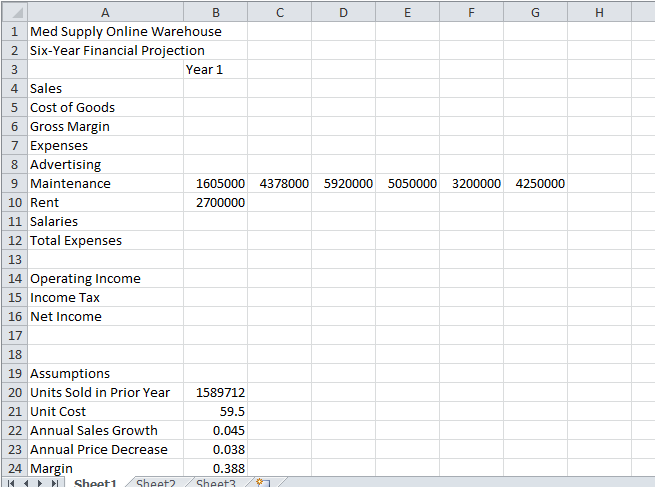 A B C D E F G H
1 Med Supply Online Warehouse
2 Six-Year Financial Projection
3 Year 1
4 Sales
5 Cost of Goods
6 Gross Margin
7 Expenses
8 Advertising
9 Maintenance 1605000 4378000 5920000 5050000 3200000 4250000
10 Rent 2700000
11 Salaries
12 Total Expenses
13
14 Operating Income
15 Income Tax
16 Net Income
17
18
19 Assumptions
20 Units Sold in Prior Year 1589712
21 Unit Cost 59.5
22 Annual Sales Growth 0.045
23 Annual Price Decrease 0.038
24 Margin 0.388
Sheet1 Sheet2 Sheet3